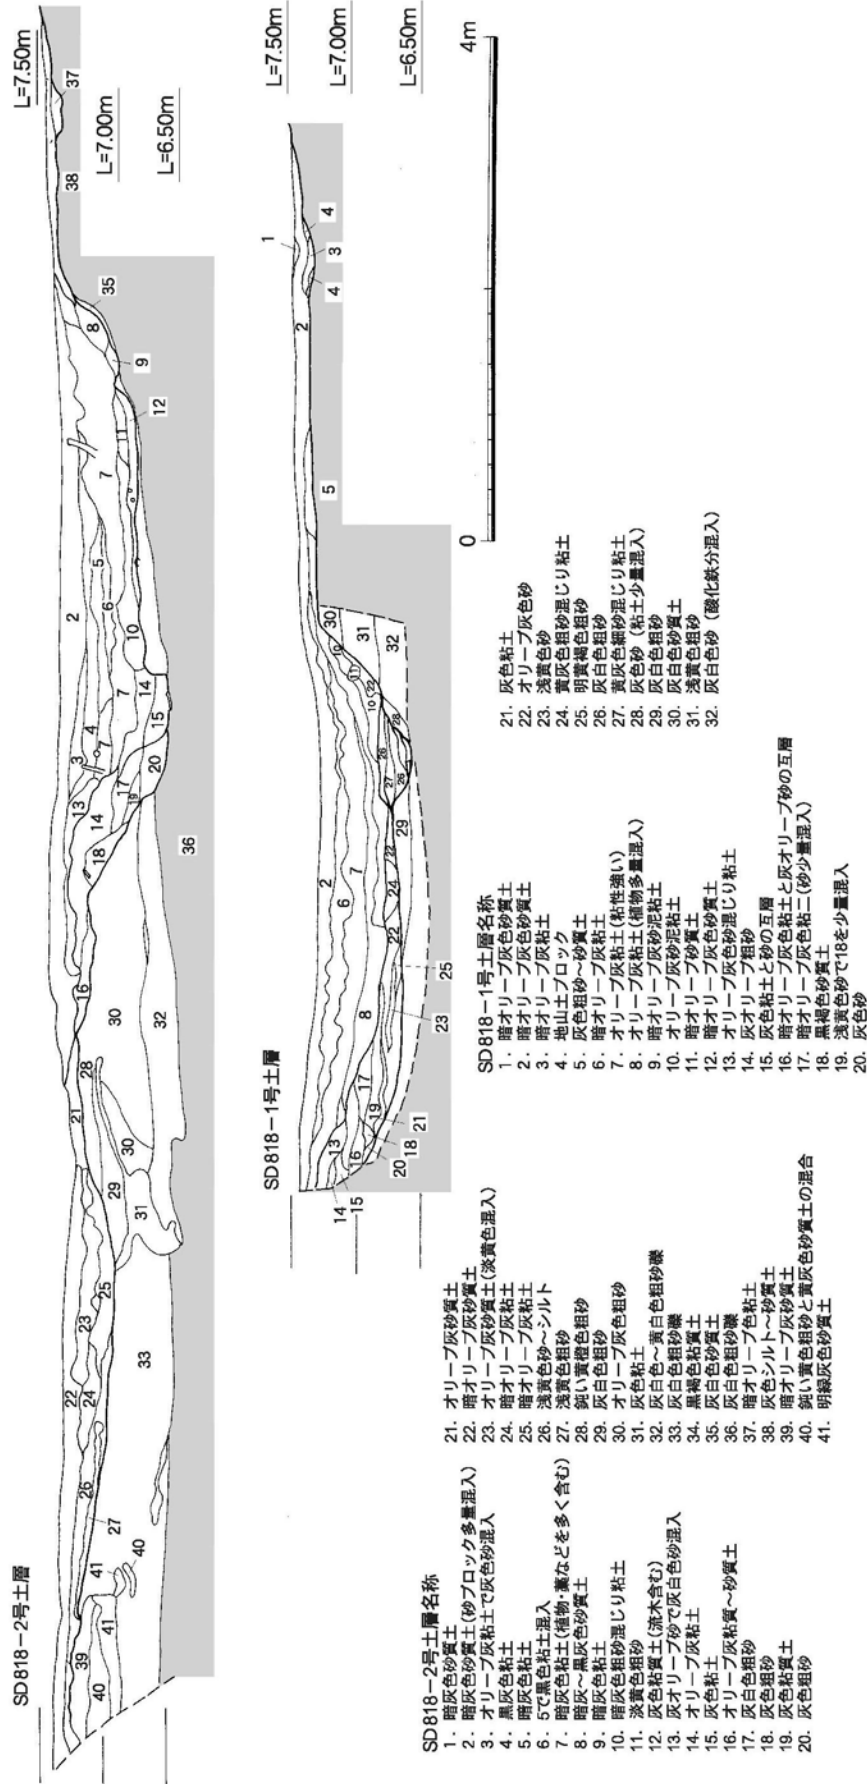 SD818-2号土層
L=7.50m
L=7.00m
L=6.50m
SD818-1号土層
L=7.50m
L=7.00m
L=6.50m
0 4m
SD818-2号土層名称
1. 暗灰色砂質土
2. 暗灰色砂質土(砂ブロック多量混入)
3. オリーブ灰粘土で灰色砂混入
4. 黒灰色粘土
5. 暗灰色粘土
6. 5で黒色粘土混入
7. 暗灰色粘土(植物・藁などを多く含む)
8. 暗灰～黒灰色砂質土
9. 暗灰色粘土
10. 暗灰色粗砂混じり粘土
11. 淡黄色粗砂
12. 灰色粘質土(流木含む)
13. 灰オリーブ砂で灰白色砂混入
14. オリーブ灰粘土
15. 灰色粘土
16. オリーブ灰粘質～砂質土
17. 灰白色粗砂
18. 灰色粗砂
19. 灰色粘質土
20. 灰色粗砂
21. オリーブ灰砂質土
22. 暗オリーブ灰砂質土
23. オリーブ灰砂質土(淡黄色混入)
24. 暗オリーブ灰粘土
25. 暗オリーブ灰粘土
26. 浅黄色砂～シルト
27. 浅黄色粗砂
28. 鈍い黄橙色粗砂
29. 灰白色粗砂
30. オリーブ灰色粗砂
31. 灰色粘土
32. 灰白色～黄白色粗砂礫
33. 灰白色粗砂礫
34. 黒褐色粘質土
35. 灰白色砂質土
36. 灰白色粗砂礫
37. 暗オリーブ色粘土
38. 灰色シルト～砂質土
39. 暗オリーブ灰砂質土
40. 鈍い黄色粗砂と黄灰色砂質土の混合
41. 明緑灰色砂質土
SD818-1号土層名称
1. 暗オリーブ灰色砂質土
2. 暗オリーブ灰色砂質土
3. 暗オリーブ灰粘土
4. 地山土ブロック
5. 灰色粗砂～砂質土
6. 暗オリーブ灰粘土
7. オリーブ灰粘土(粘性強い)
8. オリーブ灰粘土(植物多量混入)
9. 暗オリーブ灰砂泥粘土
10. オリーブ灰砂泥粘土
11. 暗オリーブ砂質土
12. 暗オリーブ灰色砂質土
13. オリーブ灰色砂混じり粘土
14. 灰オリーブ粗砂
15. 灰色粘土と砂の互層
16. 暗オリーブ灰色粘土と灰オリーブ砂の互層
17. 暗オリーブ灰色粘二(砂少量混入)
18. 黒褐色砂質土
19. 浅黄色砂で18を少量混入
20. 灰色砂
21. 灰色粘土
22. オリーブ灰色砂
23. 浅黄色砂
24. 黄灰色粗砂混じり粘土
25. 明黄褐色粗砂
26. 灰白色粗砂
27. 黄灰色細砂混じり粘土
28. 灰色砂(粘土少量混入)
29. 灰白色粗砂
30. 灰白色砂質土
31. 浅黄色粗砂
32. 灰白色砂(酸化鉄分混入)